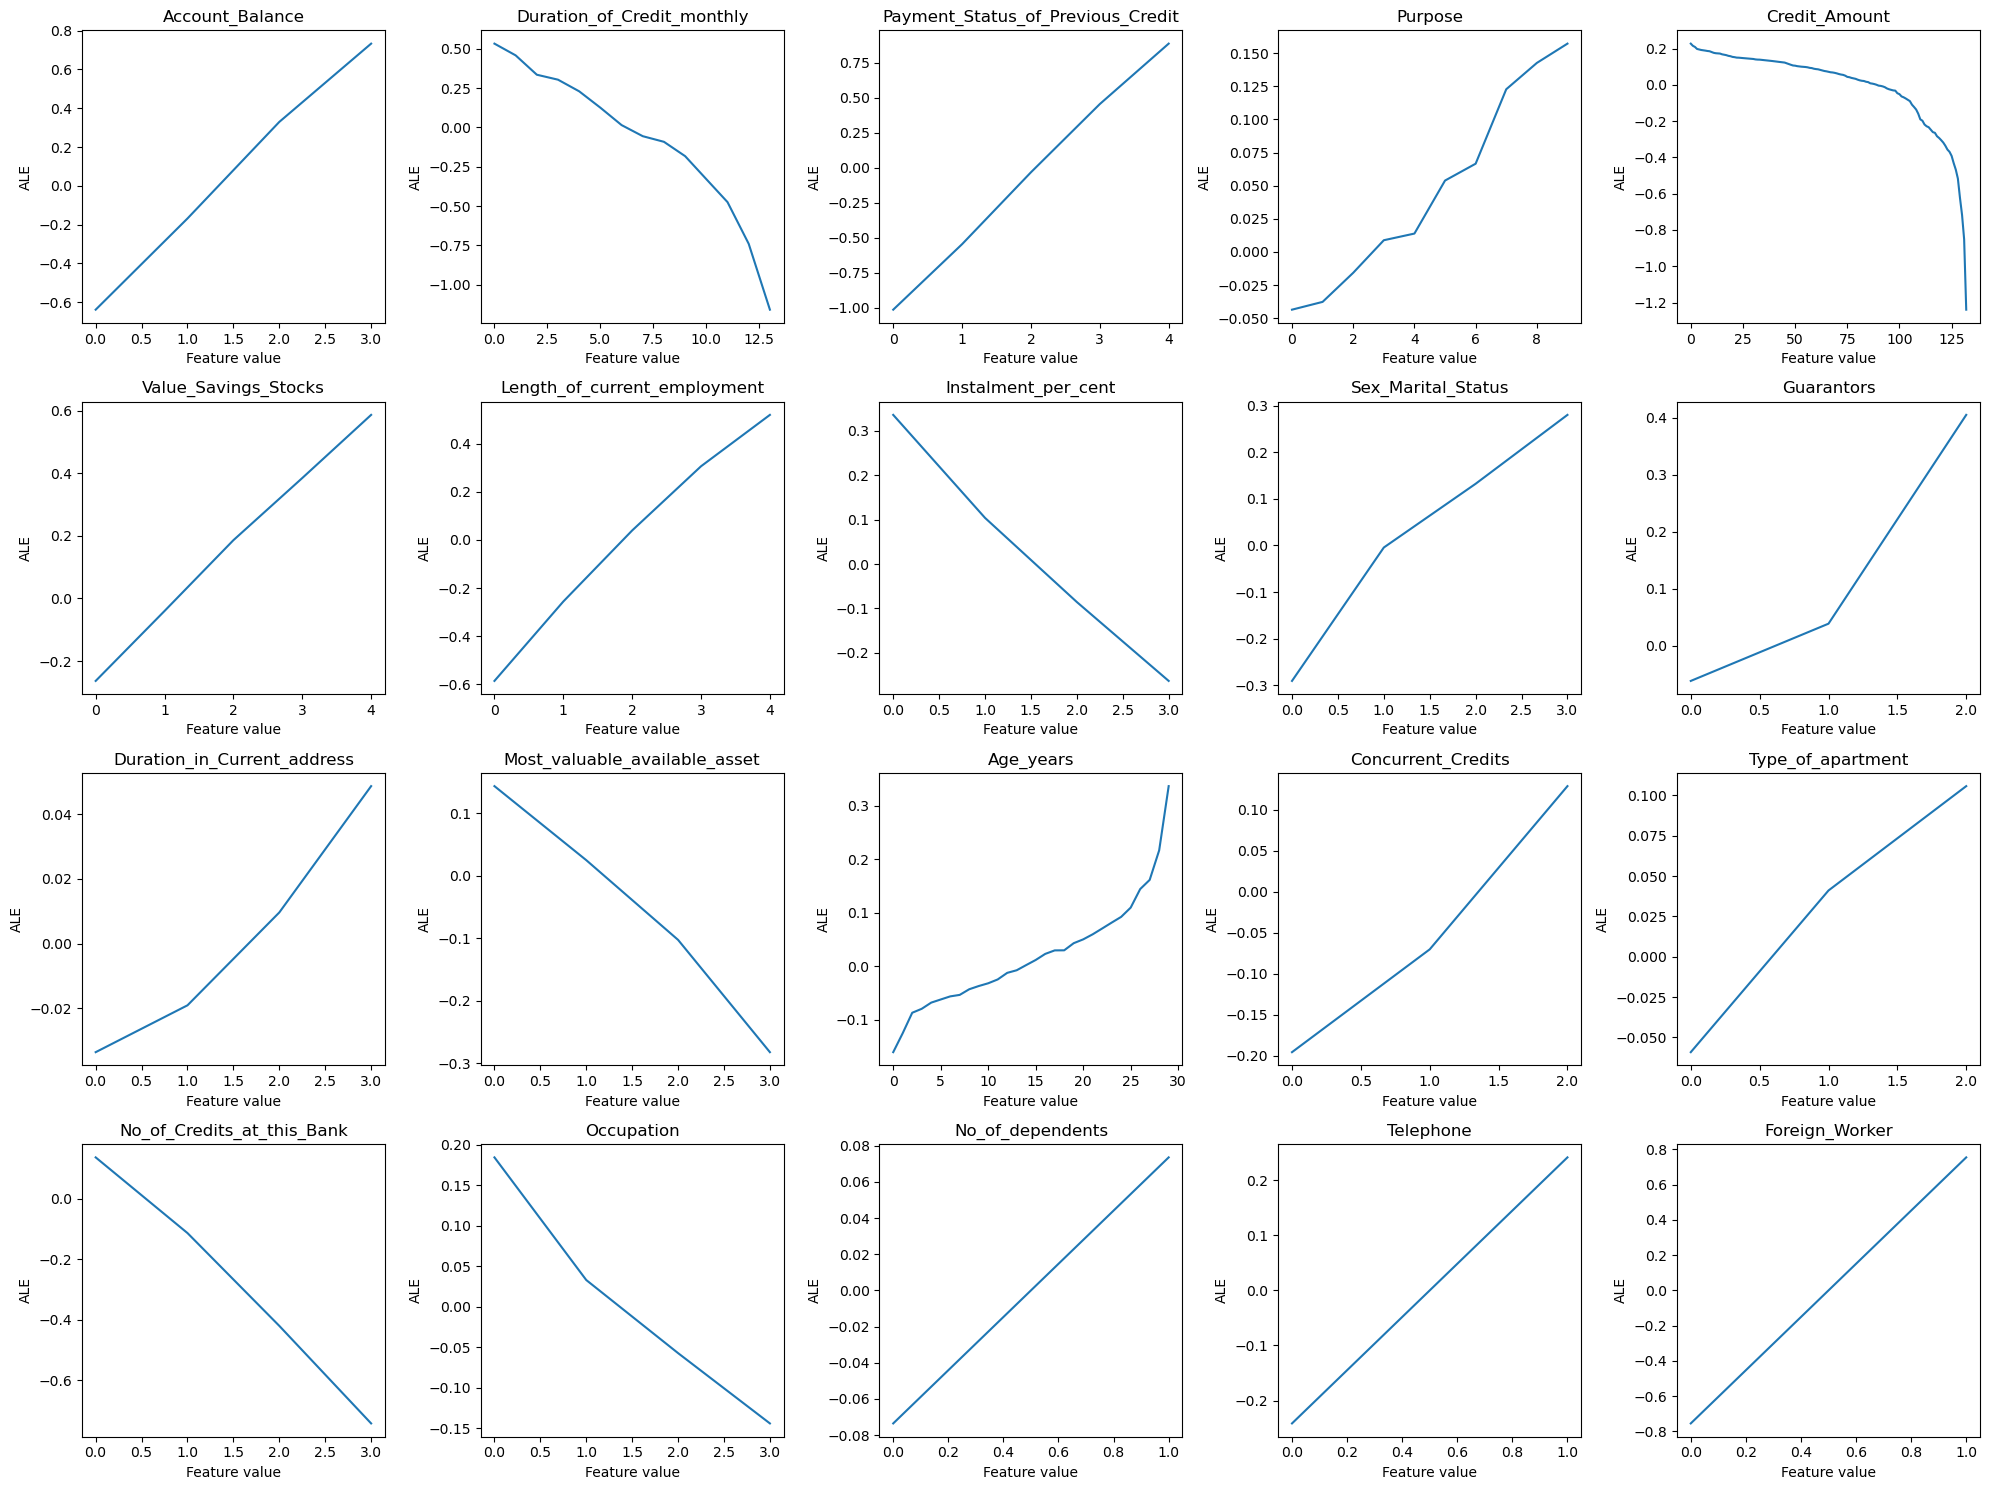 Account_Balance
0.8
0.6
0.4
0.2
0.0
−0.2
−0.4
−0.6
ALE
0.0 0.5 1.0 1.5 2.0 2.5 3.0
Feature value
Duration_of_Credit_monthly
0.50
0.25
0.00
−0.25
−0.50
−0.75
−1.00
ALE
0.0 2.5 5.0 7.5 10.0 12.5
Feature value
Payment_Status_of_Previous_Credit
0.75
0.50
0.25
0.00
−0.25
−0.50
−0.75
−1.00
ALE
0 1 2 3 4
Feature value
Purpose
0.150
0.125
0.100
0.075
0.050
0.025
0.000
−0.025
−0.050
ALE
0 2 4 6 8
Feature value
Credit_Amount
0.2
0.0
−0.2
−0.4
−0.6
−0.8
−1.0
−1.2
ALE
0 25 50 75 100 125
Feature value
Value_Savings_Stocks
0.6
0.4
0.2
0.0
−0.2
ALE
0 1 2 3 4
Feature value
Length_of_current_employment
0.4
0.2
0.0
−0.2
−0.4
−0.6
ALE
0 1 2 3 4
Feature value
Instalment_per_cent
0.3
0.2
0.1
0.0
−0.1
−0.2
ALE
0.0 0.5 1.0 1.5 2.0 2.5 3.0
Feature value
Sex_Marital_Status
0.3
0.2
0.1
0.0
−0.1
−0.2
−0.3
ALE
0.0 0.5 1.0 1.5 2.0 2.5 3.0
Feature value
Guarantors
0.4
0.3
0.2
0.1
0.0
ALE
0.0 0.5 1.0 1.5 2.0
Feature value
Duration_in_Current_address
0.04
0.02
0.00
−0.02
ALE
0.0 0.5 1.0 1.5 2.0 2.5 3.0
Feature value
Most_valuable_available_asset
0.1
0.0
−0.1
−0.2
−0.3
ALE
0.0 0.5 1.0 1.5 2.0 2.5 3.0
Feature value
Age_years
0.3
0.2
0.1
0.0
−0.1
ALE
0 5 10 15 20 25 30
Feature value
Concurrent_Credits
0.10
0.05
0.00
−0.05
−0.10
−0.15
−0.20
ALE
0.0 0.5 1.0 1.5 2.0
Feature value
Type_of_apartment
0.100
0.075
0.050
0.025
0.000
−0.025
−0.050
ALE
0.0 0.5 1.0 1.5 2.0
Feature value
No_of_Credits_at_this_Bank
0.0
−0.2
−0.4
−0.6
ALE
0.0 0.5 1.0 1.5 2.0 2.5 3.0
Feature value
Occupation
0.20
0.15
0.10
0.05
0.00
−0.05
−0.10
−0.15
ALE
0.0 0.5 1.0 1.5 2.0 2.5 3.0
Feature value
No_of_dependents
0.08
0.06
0.04
0.02
0.00
−0.02
−0.04
−0.06
−0.08
ALE
0.0 0.2 0.4 0.6 0.8 1.0
Feature value
Telephone
0.2
0.1
0.0
−0.1
−0.2
ALE
0.0 0.2 0.4 0.6 0.8 1.0
Feature value
Foreign_Worker
0.8
0.6
0.4
0.2
0.0
−0.2
−0.4
−0.6
−0.8
ALE
0.0 0.2 0.4 0.6 0.8 1.0
Feature value